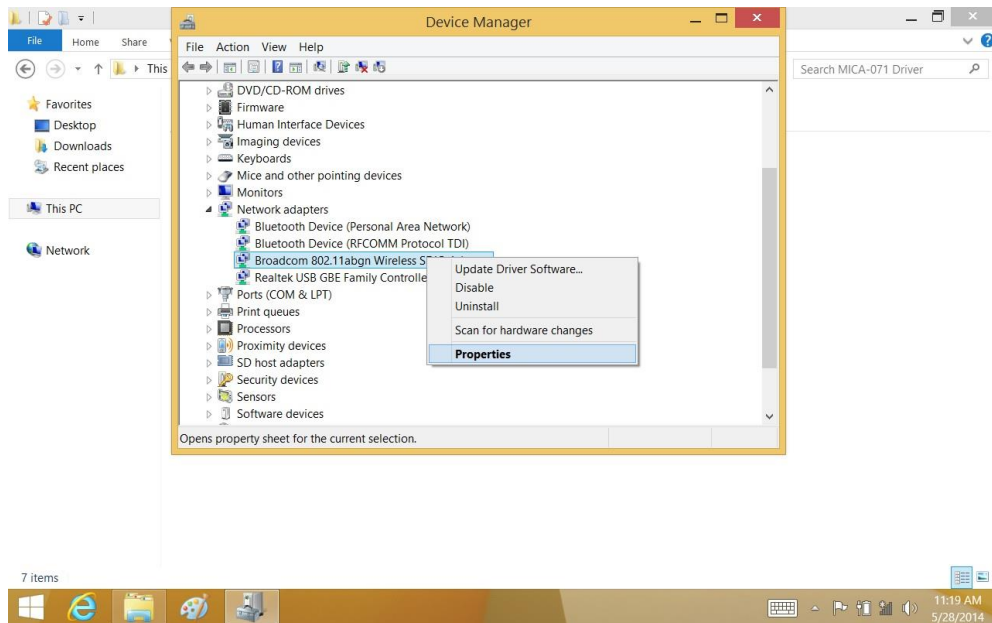 Device Manager
File Home Share
File Action View Help
This
Search MICA-071 Driver
Favorites
Desktop
Downloads
Recent places
This PC
Network
DVD/CD-ROM drives
Firmware
Human Interface Devices
Imaging devices
Keyboards
Mice and other pointing devices
Monitors
Network adapters
Bluetooth Device (Personal Area Network)
Bluetooth Device (RFCOMM Protocol TDI)
Broadcom 802.11abgn Wireless
Realtek USB GBE Family Controlle
Ports (COM & LPT)
Print queues
Processors
Proximity devices
SD host adapters
Security devices
Sensors
Software devices
Update Driver Software...
Disable
Uninstall
Scan for hardware changes
Properties
Opens property sheet for the current selection.
7 items
11:19 AM
5/28/2014